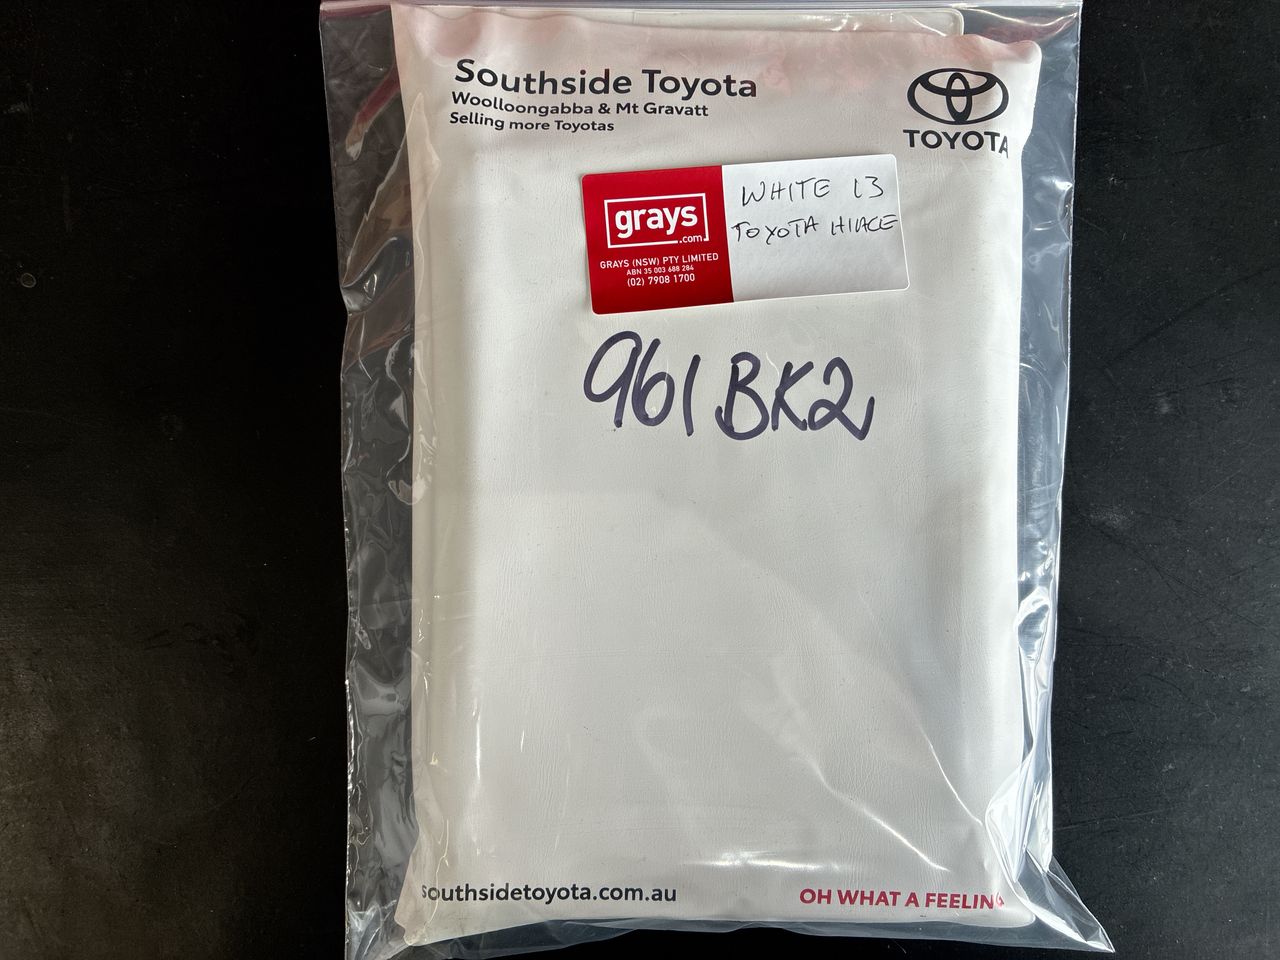 Southside Toyota
Woolloongabba & Mt Gravatt
Selling more Toyotas
TOYOTA
grays
.com
GRAYS (NSW) PTY LIMITED
ABN 35 003 688 284
(02) 7908 1700
WHITE 13
TOYOTA HIACE
961BK2
southsidetoyota.com.au
OH WHAT A FEELING